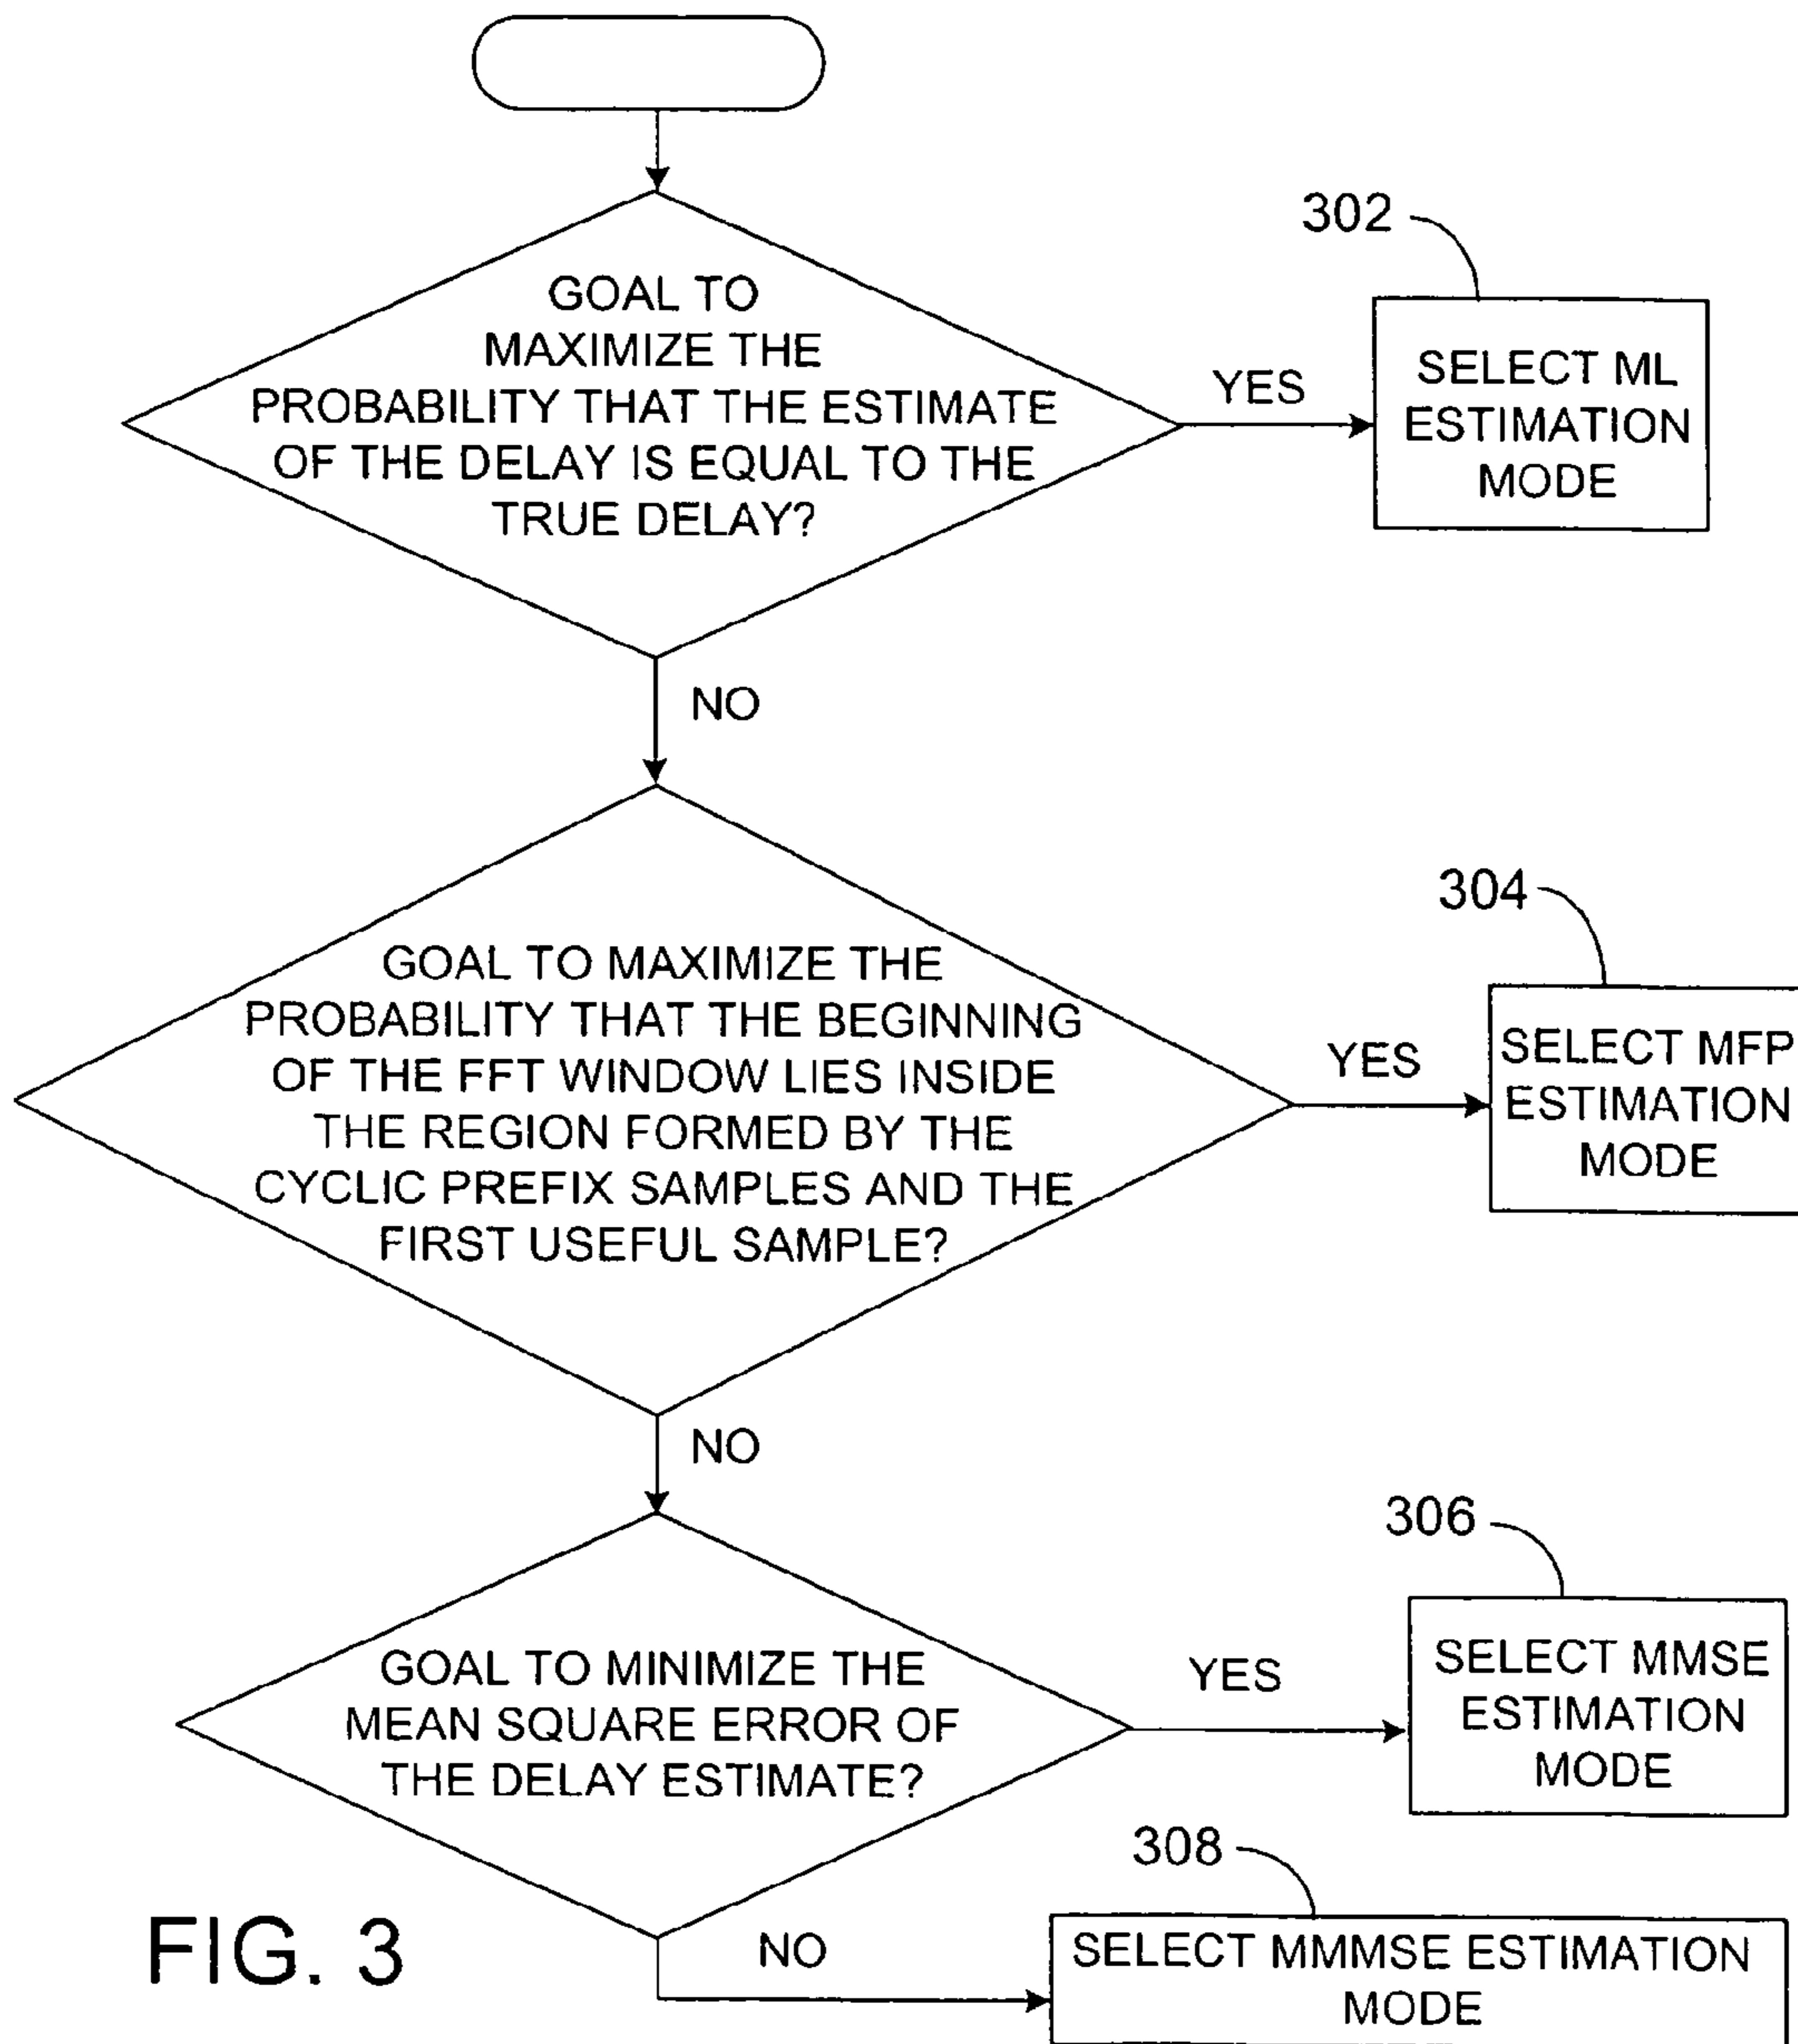 302
GOAL TO
MAXIMIZE THE
PROBABILITY THAT THE ESTIMATE
OF THE DELAY IS EQUAL TO THE
TRUE DELAY?
YES
SELECT ML
ESTIMATION
MODE
NO
304
GOAL TO MAXIMIZE THE
PROBABILITY THAT THE BEGINNING
OF THE FFT WINDOW LIES INSIDE
THE REGION FORMED BY THE
CYCLIC PREFIX SAMPLES AND THE
FIRST USEFUL SAMPLE?
YES
SELECT MFP
ESTIMATION
MODE
NO
306
GOAL TO MINIMIZE THE
MEAN SQUARE ERROR OF
THE DELAY ESTIMATE?
YES
SELECT MMSE
ESTIMATION
MODE
308
NO
SELECT MMMSE ESTIMATION
MODE
FIG. 3